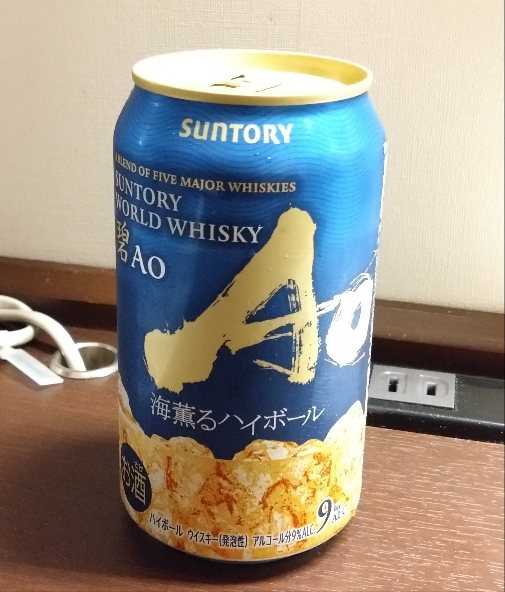 SUNTORY
A BLEND OF FIVE MAJOR WHISKIES
SUNTORY
WORLD WHISKY
碧 AO
Ao
海薫るハイボール
お酒
ハイボール ウイスキー(発泡性) アルコール分9%ALC.
9